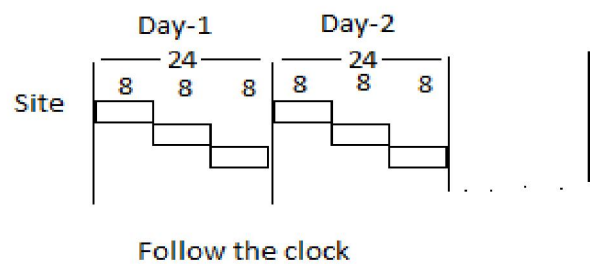 Day-1 Day-2
24 24
8 8 8 8 8 8
Site
. . . .
Follow the clock